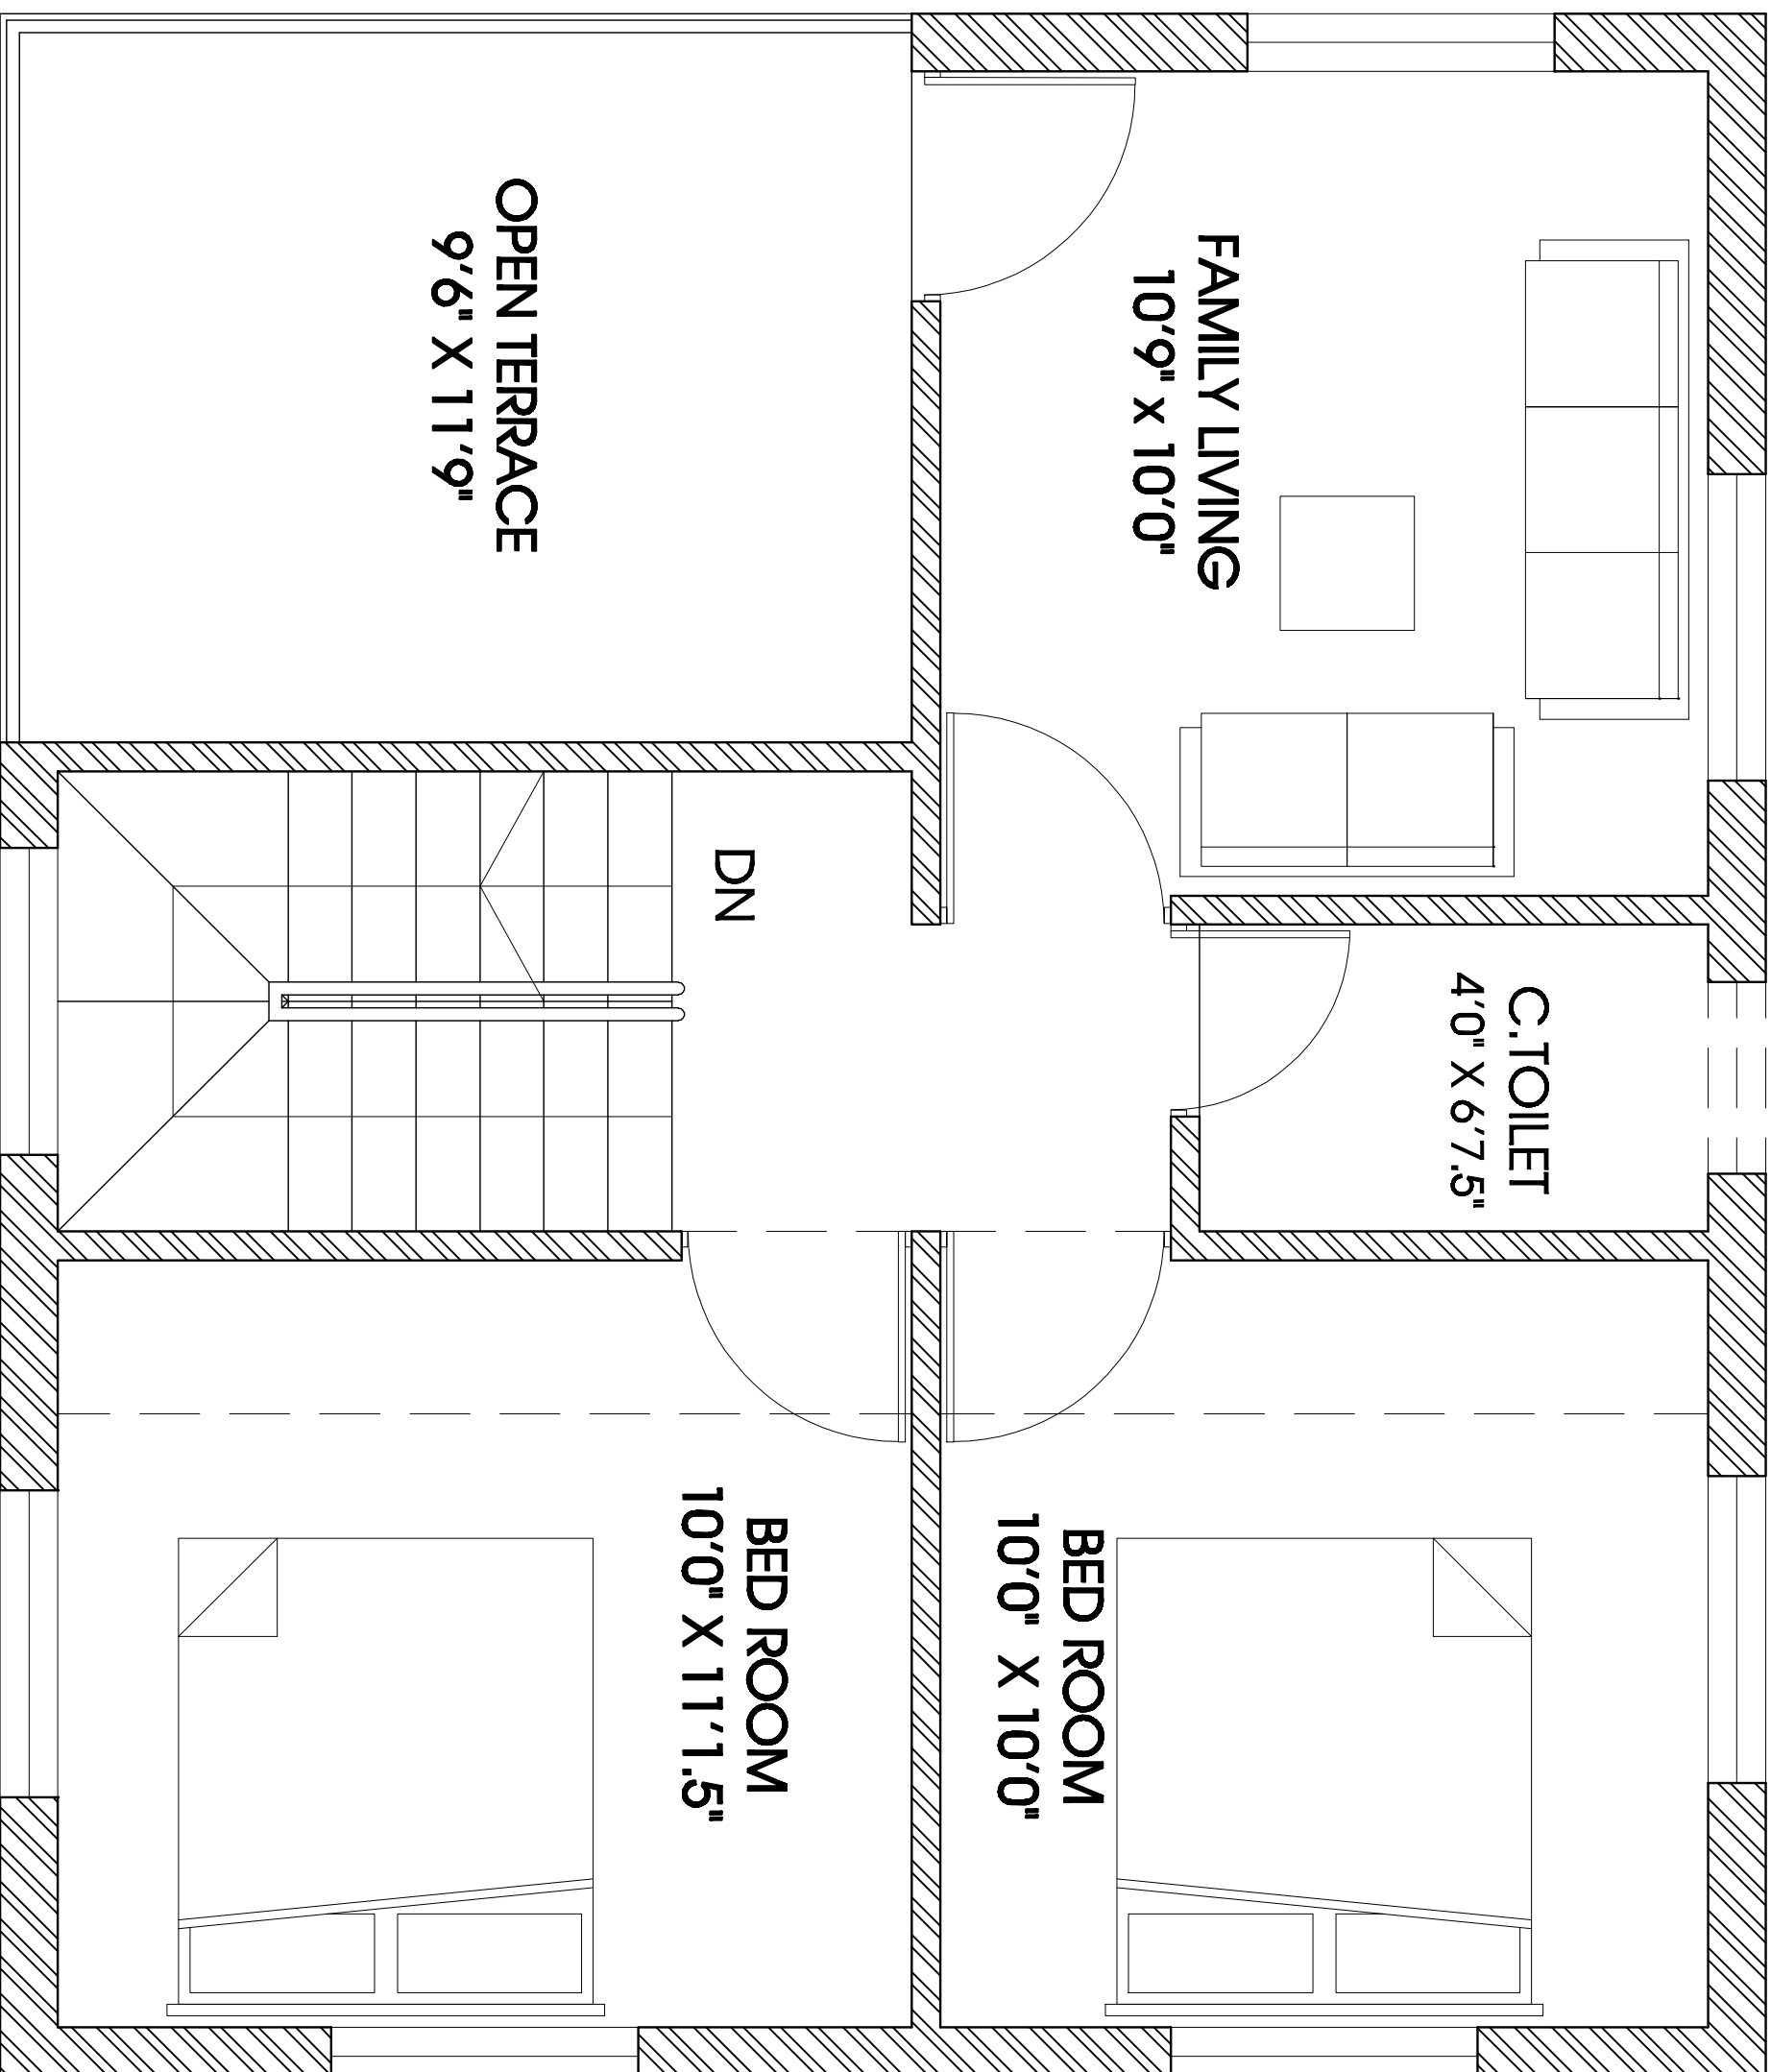 OPEN TERRACE
9'6" X 11'9"
FAMILY LIVING
10'9" x 10'0"
DN
C.TOILET
4'0" X 6'7.5"
BED ROOM
10'0" X 11'1.5"
BED ROOM
10'0" X 10'0"